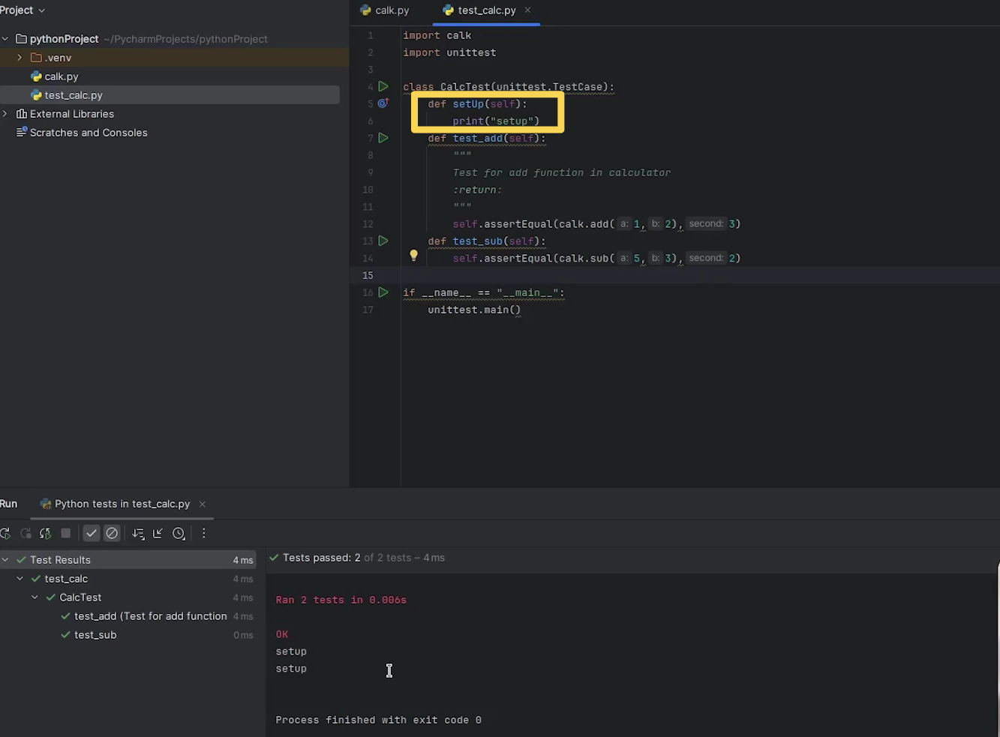 Project
calk.py
test_calc.py
pythonProject ~/PycharmProjects/pythonProject
.venv
calk.py
test_calc.py
External Libraries
Scratches and Consoles
1 import calk
2 import unittest
3
4 class CalcTest(unittest.TestCase):
5 def setUp(self):
6 print("setup")
7 def test_add(self):
8 """
9 Test for add function in calculator
10 :return:
11 """
12 self.assertEqual(calk.add( a: 1, b: 2), second: 3)
13 def test_sub(self):
14 self.assertEqual(calk.sub( a: 5, b: 3), second: 2)
15
16 if __name__ == "__main__":
17 unittest.main()
Run
Python tests in test_calc.py
Test Results 4 ms
test_calc 4 ms
CalcTest 4 ms
test_add (Test for add function 4 ms
test_sub 0 ms
Tests passed: 2 of 2 tests – 4 ms
Ran 2 tests in 0.006s
OK
setup
setup
Process finished with exit code 0